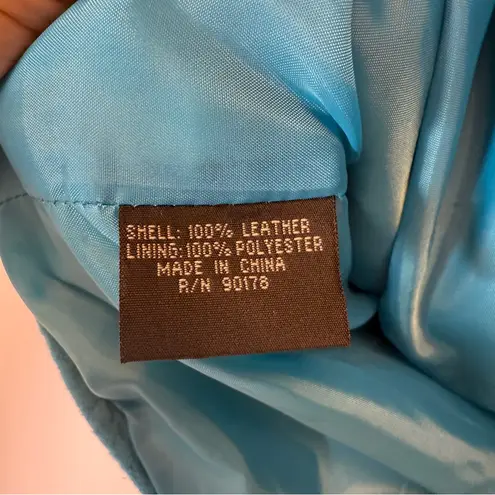 SHELL: 100% LEATHER
LINING:100% POLYESTER
MADE IN CHINA
R/N 90178